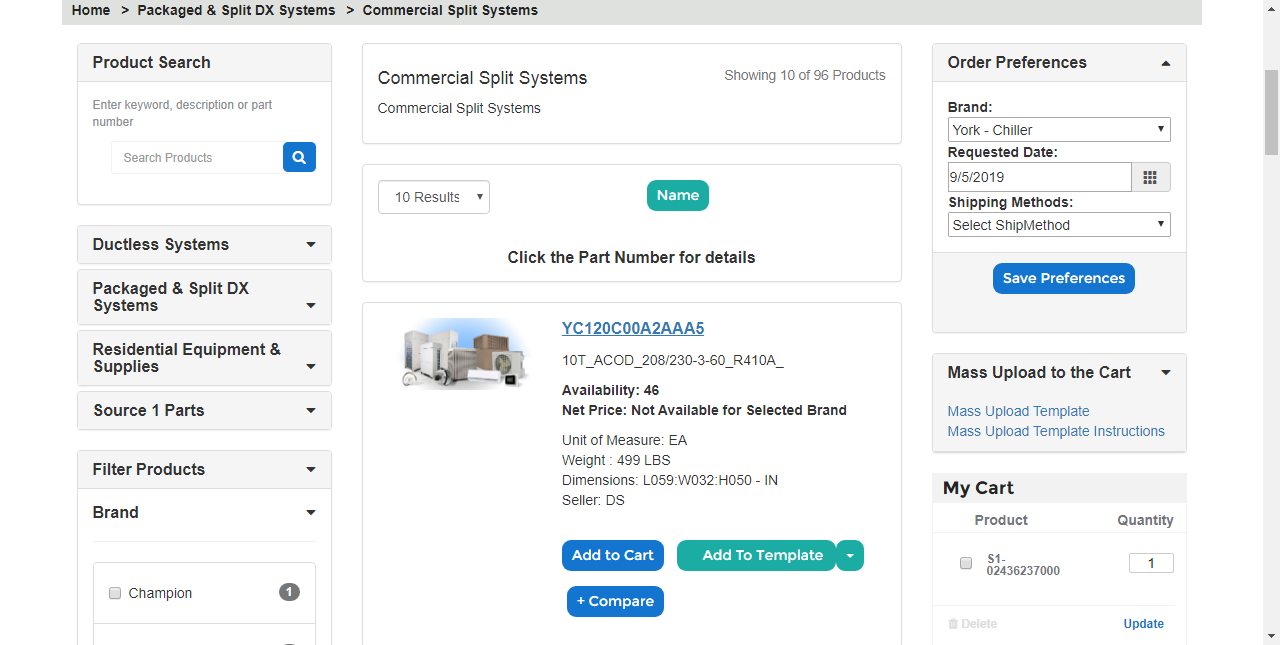 Home > Packaged & Split DX Systems > Commercial Split Systems
Product Search
Enter keyword, description or part
number
Search Products
Ductless Systems
Packaged & Split DX
Systems
Residential Equipment &
Supplies
Source 1 Parts
Filter Products
Brand
Champion 1
Commercial Split Systems
Showing 10 of 96 Products
Commercial Split Systems
10 Results
Name
Click the Part Number for details
YC120C00A2AAA5
10T_ACOD_208/230-3-60_R410A_
Availability: 46
Net Price: Not Available for Selected Brand
Unit of Measure: EA
Weight : 499 LBS
Dimensions: L059:W032:H050 - IN
Seller: DS
Add to Cart
Add To Template
+ Compare
Order Preferences
Brand:
York - Chiller
Requested Date:
9/5/2019
Shipping Methods:
Select ShipMethod
Save Preferences
Mass Upload to the Cart
Mass Upload Template
Mass Upload Template Instructions
My Cart
Product Quantity
S1-
02436237000
1
Delete
Update